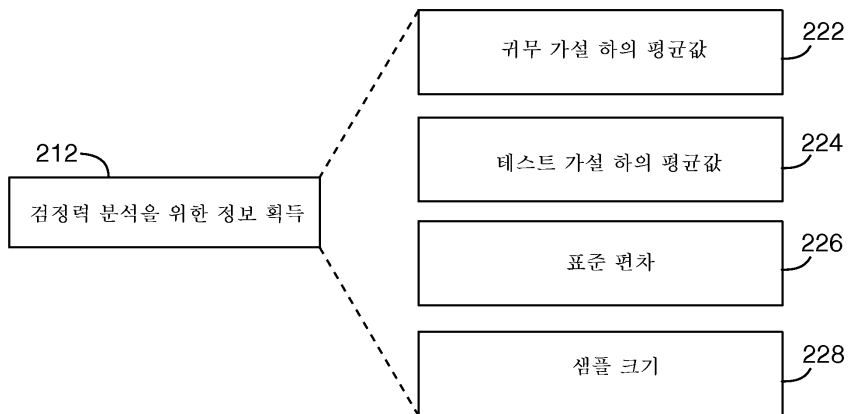 귀무 가설 하의 평균값
222
테스트 가설 하의 평균값
224
212
검정력 분석을 위한 정보 획득
표준 편차
226
샘플 크기
228